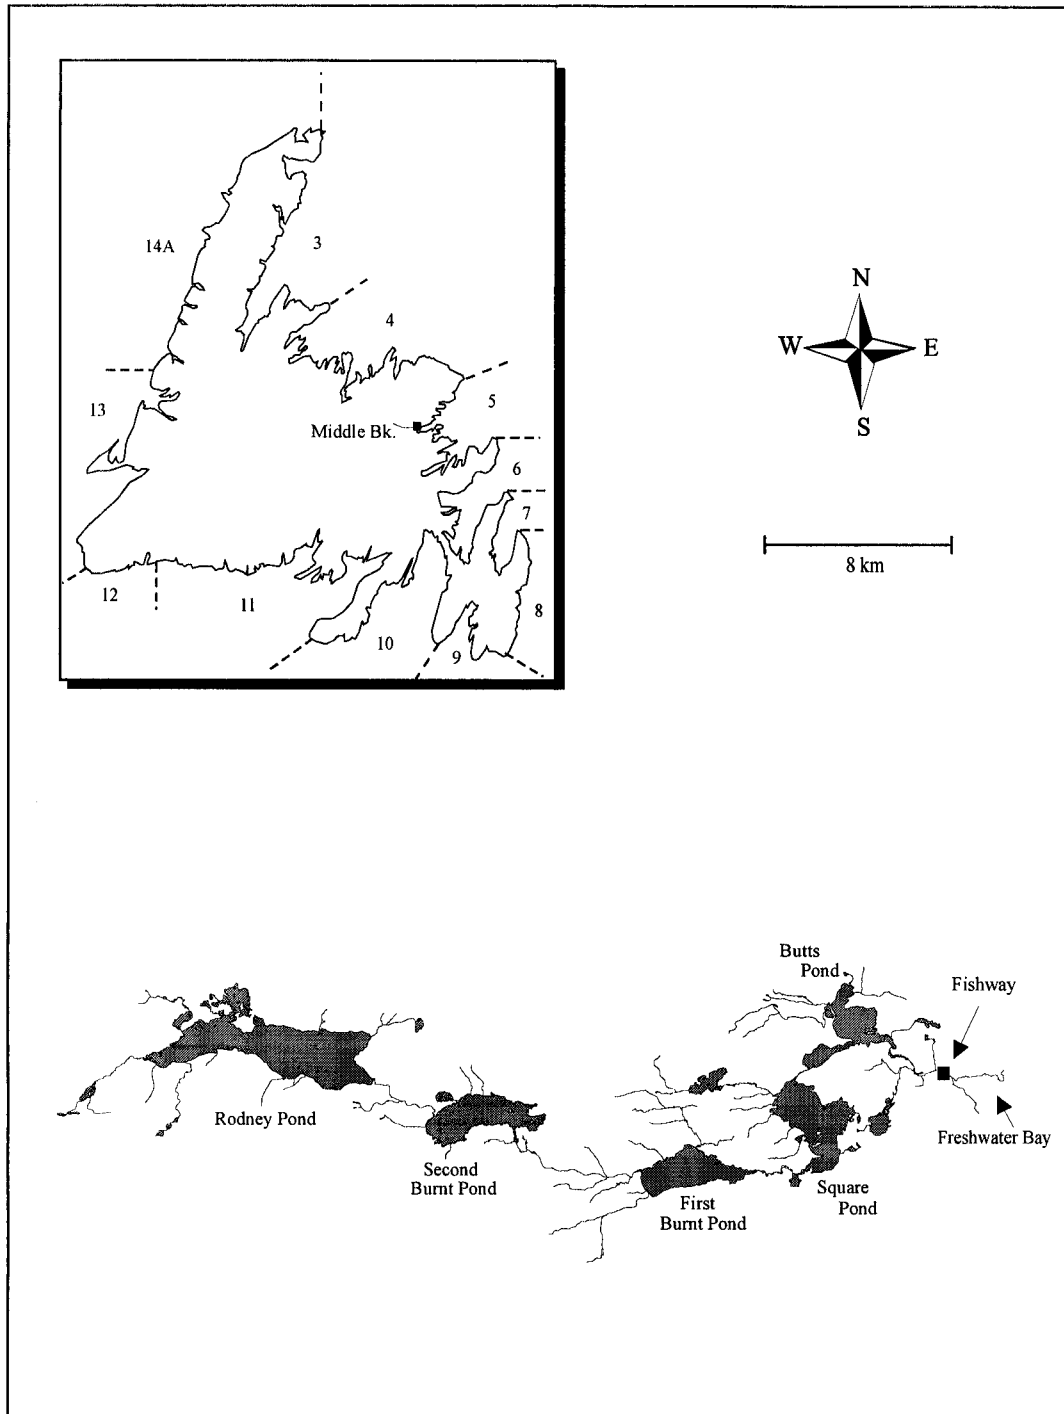 14A
3
4
13
5
Middle Bk.
6
7
12
11
10
9
8
N
W
E
S
8 km
Butts
Pond
Fishway
Rodney Pond
Freshwater Bay
Second
Burnt Pond
First
Burnt Pond
Square
Pond